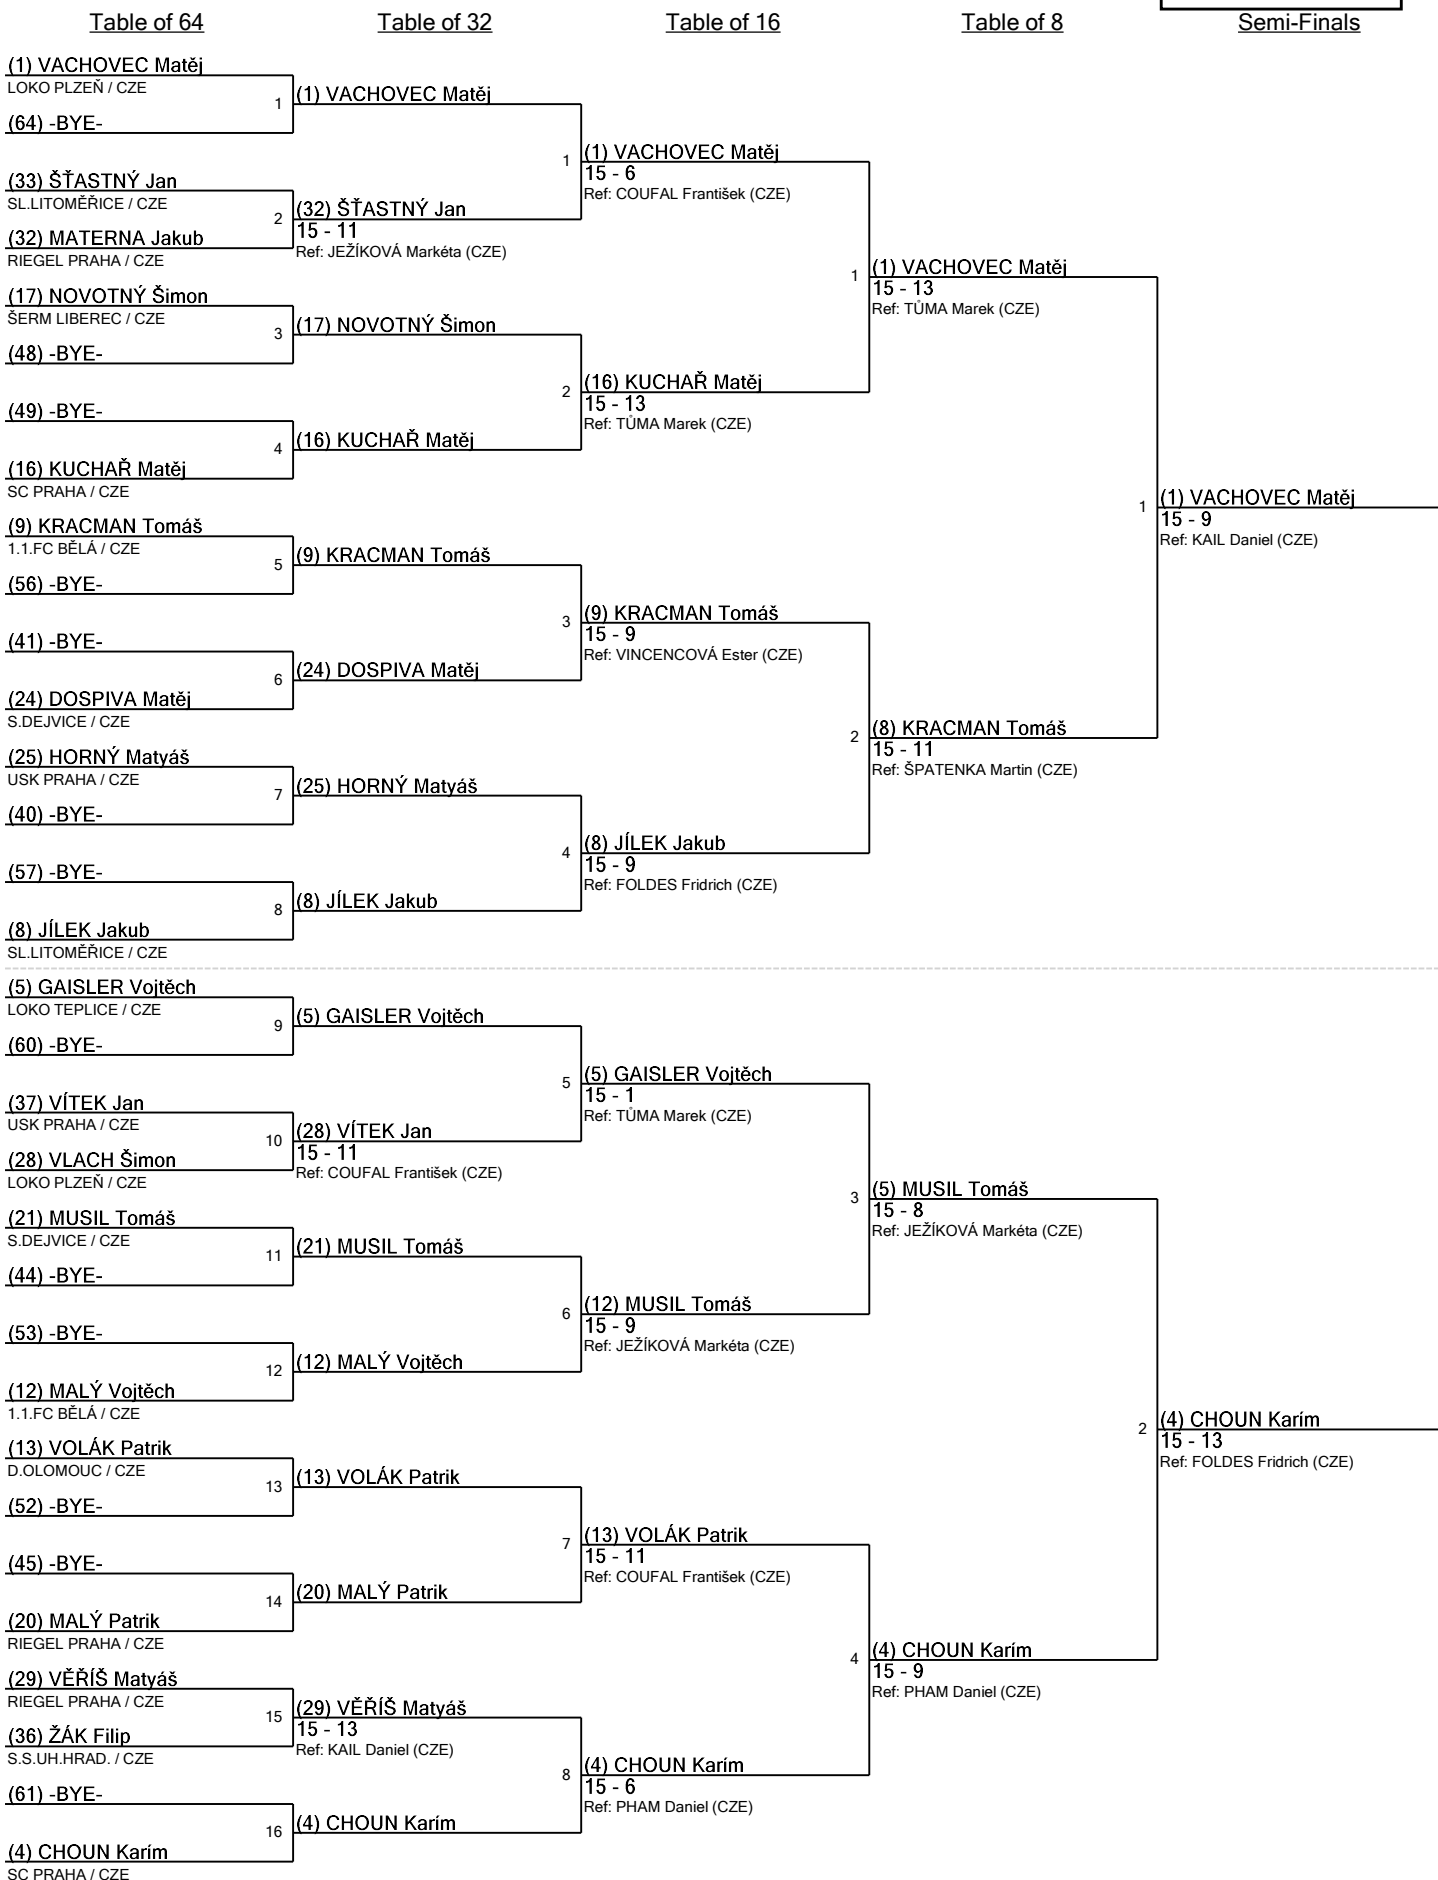 Table of 64
Table of 32
Table of 16
Table of 8
Semi-Finals
(1) VACHOVEC Matěj
LOKO PLZEŇ / CZE
1
(64) -BYE-
(33) ŠŤASTNÝ Jan
SL.LITOMĚŘICE / CZE
2
(32) MATERNA Jakub
RIEGEL PRAHA / CZE
(17) NOVOTNÝ Šimon
ŠERM LIBEREC / CZE
3
(48) -BYE-
(49) -BYE-
4
(16) KUCHAŘ Matěj
SC PRAHA / CZE
(9) KRACMAN Tomáš
1.1.FC BĚLÁ / CZE
5
(56) -BYE-
(41) -BYE-
6
(24) DOSPIVA Matěj
S.DEJVICE / CZE
(25) HORNÝ Matyáš
USK PRAHA / CZE
7
(40) -BYE-
(57) -BYE-
8
(8) JÍLEK Jakub
SL.LITOMĚŘICE / CZE
(5) GAISLER Vojtěch
LOKO TEPLICE / CZE
9
(60) -BYE-
(37) VÍTEK Jan
USK PRAHA / CZE
10
(28) VLACH Šimon
LOKO PLZEŇ / CZE
(21) MUSIL Tomáš
S.DEJVICE / CZE
11
(44) -BYE-
(53) -BYE-
12
(12) MALÝ Vojtěch
1.1.FC BĚLÁ / CZE
(13) VOLÁK Patrik
D.OLOMOUC / CZE
13
(52) -BYE-
(45) -BYE-
14
(20) MALÝ Patrik
RIEGEL PRAHA / CZE
(29) VĚŘÍŠ Matyáš
RIEGEL PRAHA / CZE
15
(36) ŽÁK Filip
S.S.UH.HRAD. / CZE
(61) -BYE-
16
(4) CHOUN Karím
SC PRAHA / CZE
(1) VACHOVEC Matěj
1
(32) ŠŤASTNÝ Jan
15 - 11
Ref: JEŽÍKOVÁ Markéta (CZE)
(17) NOVOTNÝ Šimon
2
(16) KUCHAŘ Matěj
(9) KRACMAN Tomáš
3
(24) DOSPIVA Matěj
(25) HORNÝ Matyáš
4
(8) JÍLEK Jakub
(5) GAISLER Vojtěch
5
(28) VÍTEK Jan
15 - 11
Ref: COUFAL František (CZE)
(21) MUSIL Tomáš
6
(12) MALÝ Vojtěch
(13) VOLÁK Patrik
7
(20) MALÝ Patrik
(29) VĚŘÍŠ Matyáš
15 - 13
Ref: KAIL Daniel (CZE)
8
(4) CHOUN Karím
(1) VACHOVEC Matěj
15 - 6
Ref: COUFAL František (CZE)
1
(16) KUCHAŘ Matěj
15 - 13
Ref: TŮMA Marek (CZE)
(9) KRACMAN Tomáš
15 - 9
Ref: VINCENCOVÁ Ester (CZE)
2
(8) JÍLEK Jakub
15 - 9
Ref: FOLDES Fridrich (CZE)
(5) GAISLER Vojtěch
15 - 1
Ref: TŮMA Marek (CZE)
3
(12) MUSIL Tomáš
15 - 9
Ref: JEŽÍKOVÁ Markéta (CZE)
(13) VOLÁK Patrik
15 - 11
Ref: COUFAL František (CZE)
4
(4) CHOUN Karím
15 - 6
Ref: PHAM Daniel (CZE)
(1) VACHOVEC Matěj
15 - 13
Ref: TŮMA Marek (CZE)
1
(8) KRACMAN Tomáš
15 - 11
Ref: ŠPATENKA Martin (CZE)
(5) MUSIL Tomáš
15 - 8
Ref: JEŽÍKOVÁ Markéta (CZE)
2
(4) CHOUN Karím
15 - 9
Ref: PHAM Daniel (CZE)
(1) VACHOVEC Matěj
15 - 9
Ref: KAIL Daniel (CZE)
(4) CHOUN Karím
15 - 13
Ref: FOLDES Fridrich (CZE)